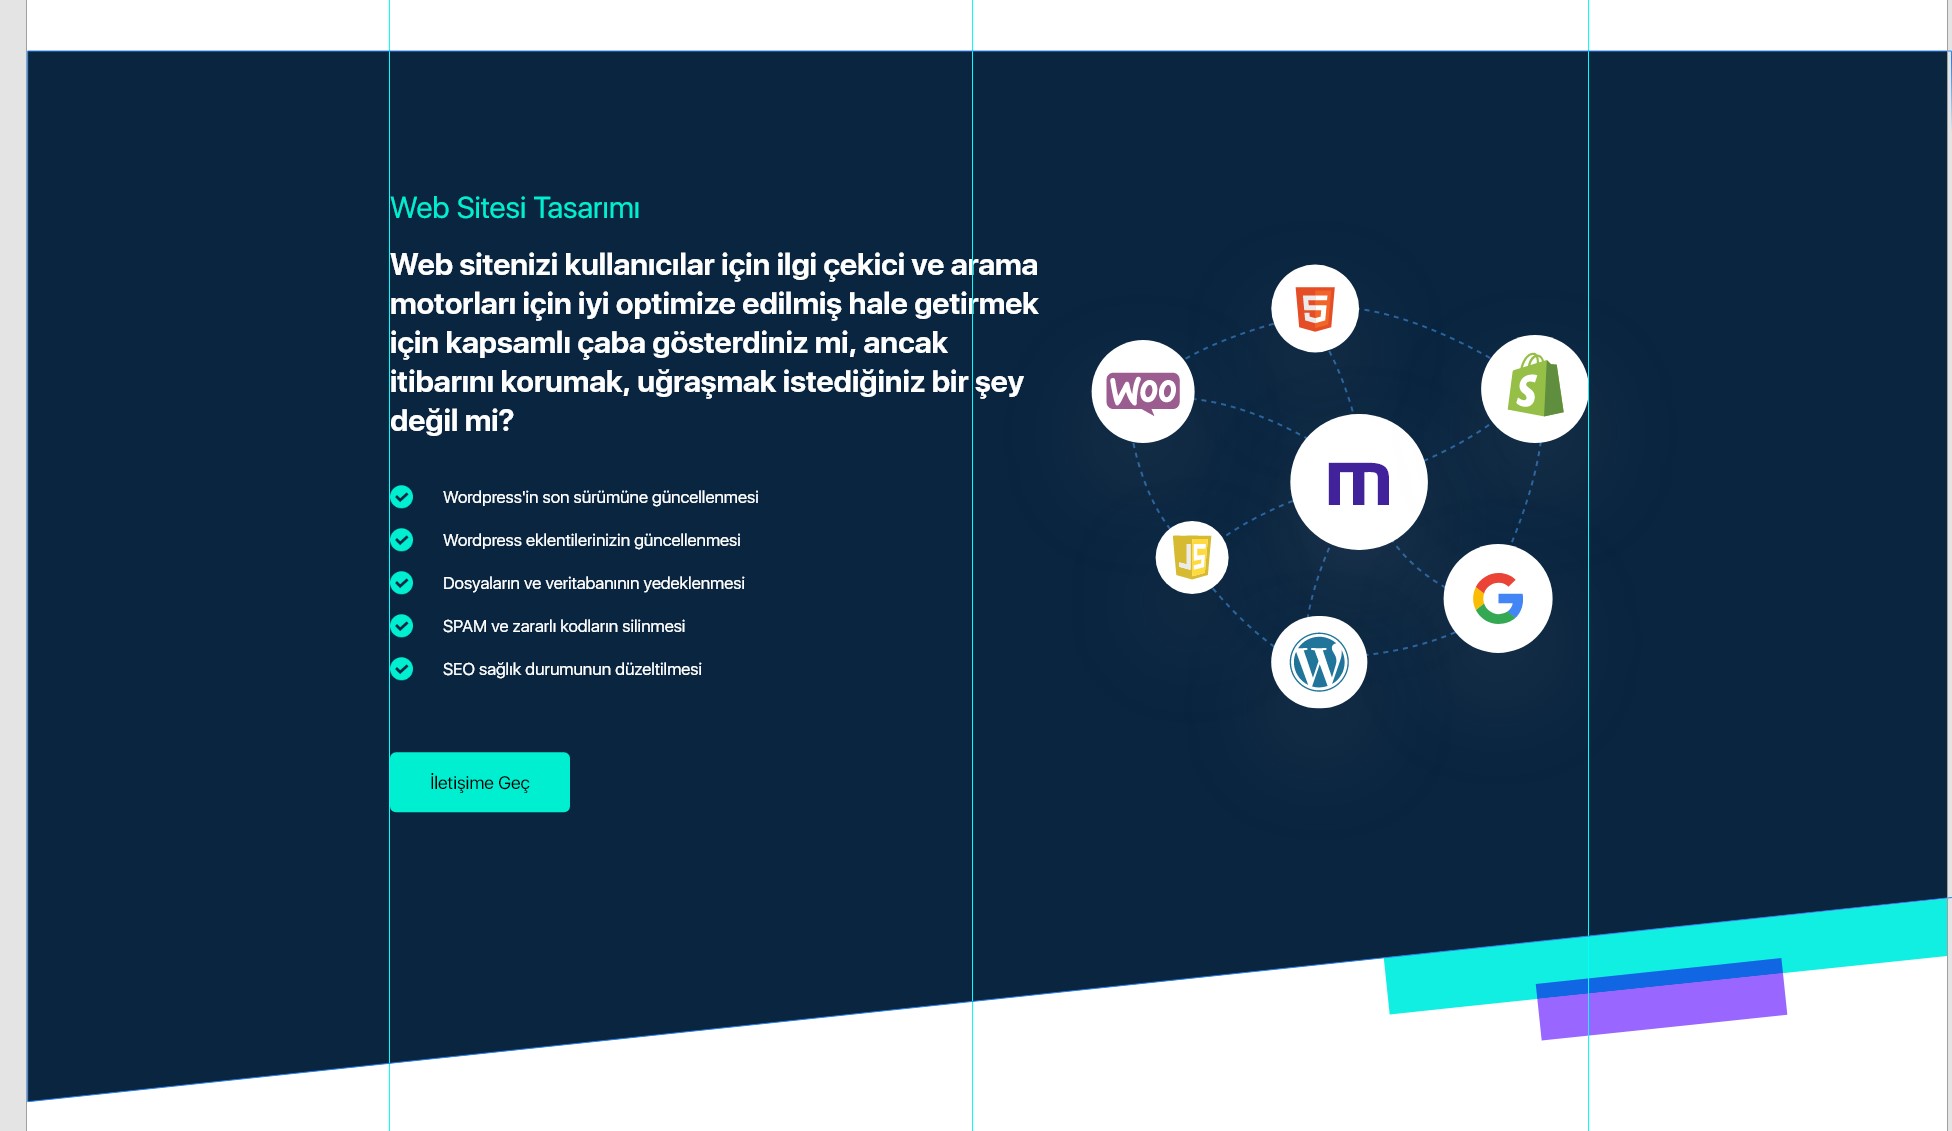 Web Sitesi Tasarımı
Web sitenizi kullanıcılar için ilgi çekici ve arama
motorları için iyi optimize edilmiş hale getirmek
için kapsamlı çaba gösterdiniz mi, ancak
itibarını korumak, uğraşmak istediğiniz bir şey
değil mi?
Wordpress'in son sürümüne güncellenmesi
Wordpress eklentilerinizin güncellenmesi
Dosyaların ve veritabanının yedeklenmesi
SPAM ve zararlı kodların silinmesi
SEO sağlık durumunun düzeltilmesi
İletişime Geç
5
WOO
S
m
JS
G
W